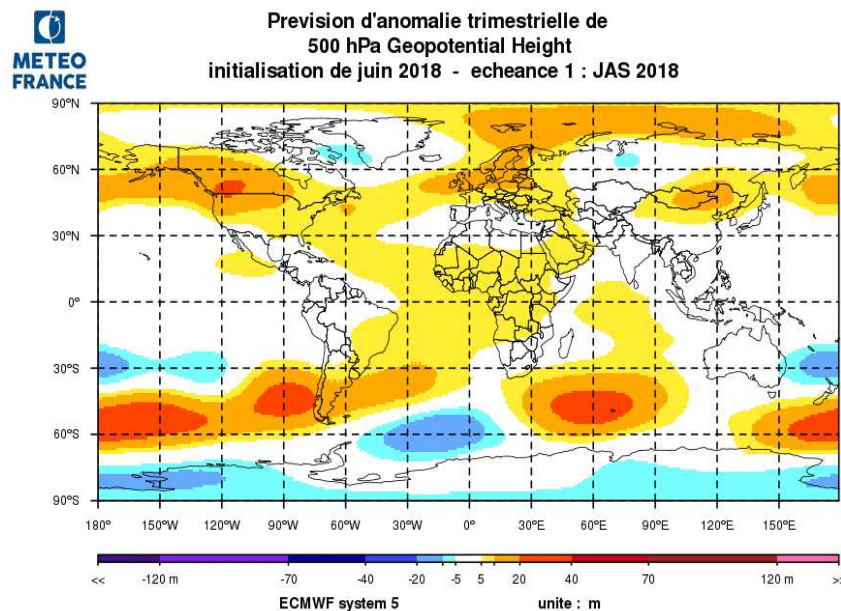 METEO
FRANCE
Prevision d'anomalie trimestrielle de
500 hPa Geopotential Height
initialisation de juin 2018 - echeance 1 : JAS 2018
90ºN
60ºN
30ºN
0º
30ºS
60ºS
90ºS
180º 150ºW 120ºW 90ºW 60ºW 30ºW 0º 30ºE 60ºE 90ºE 120ºE 150ºE
<< -120 m -70 -40 -20 -5 5 20 40 70 120 m >>
ECMWF system 5 unite : m